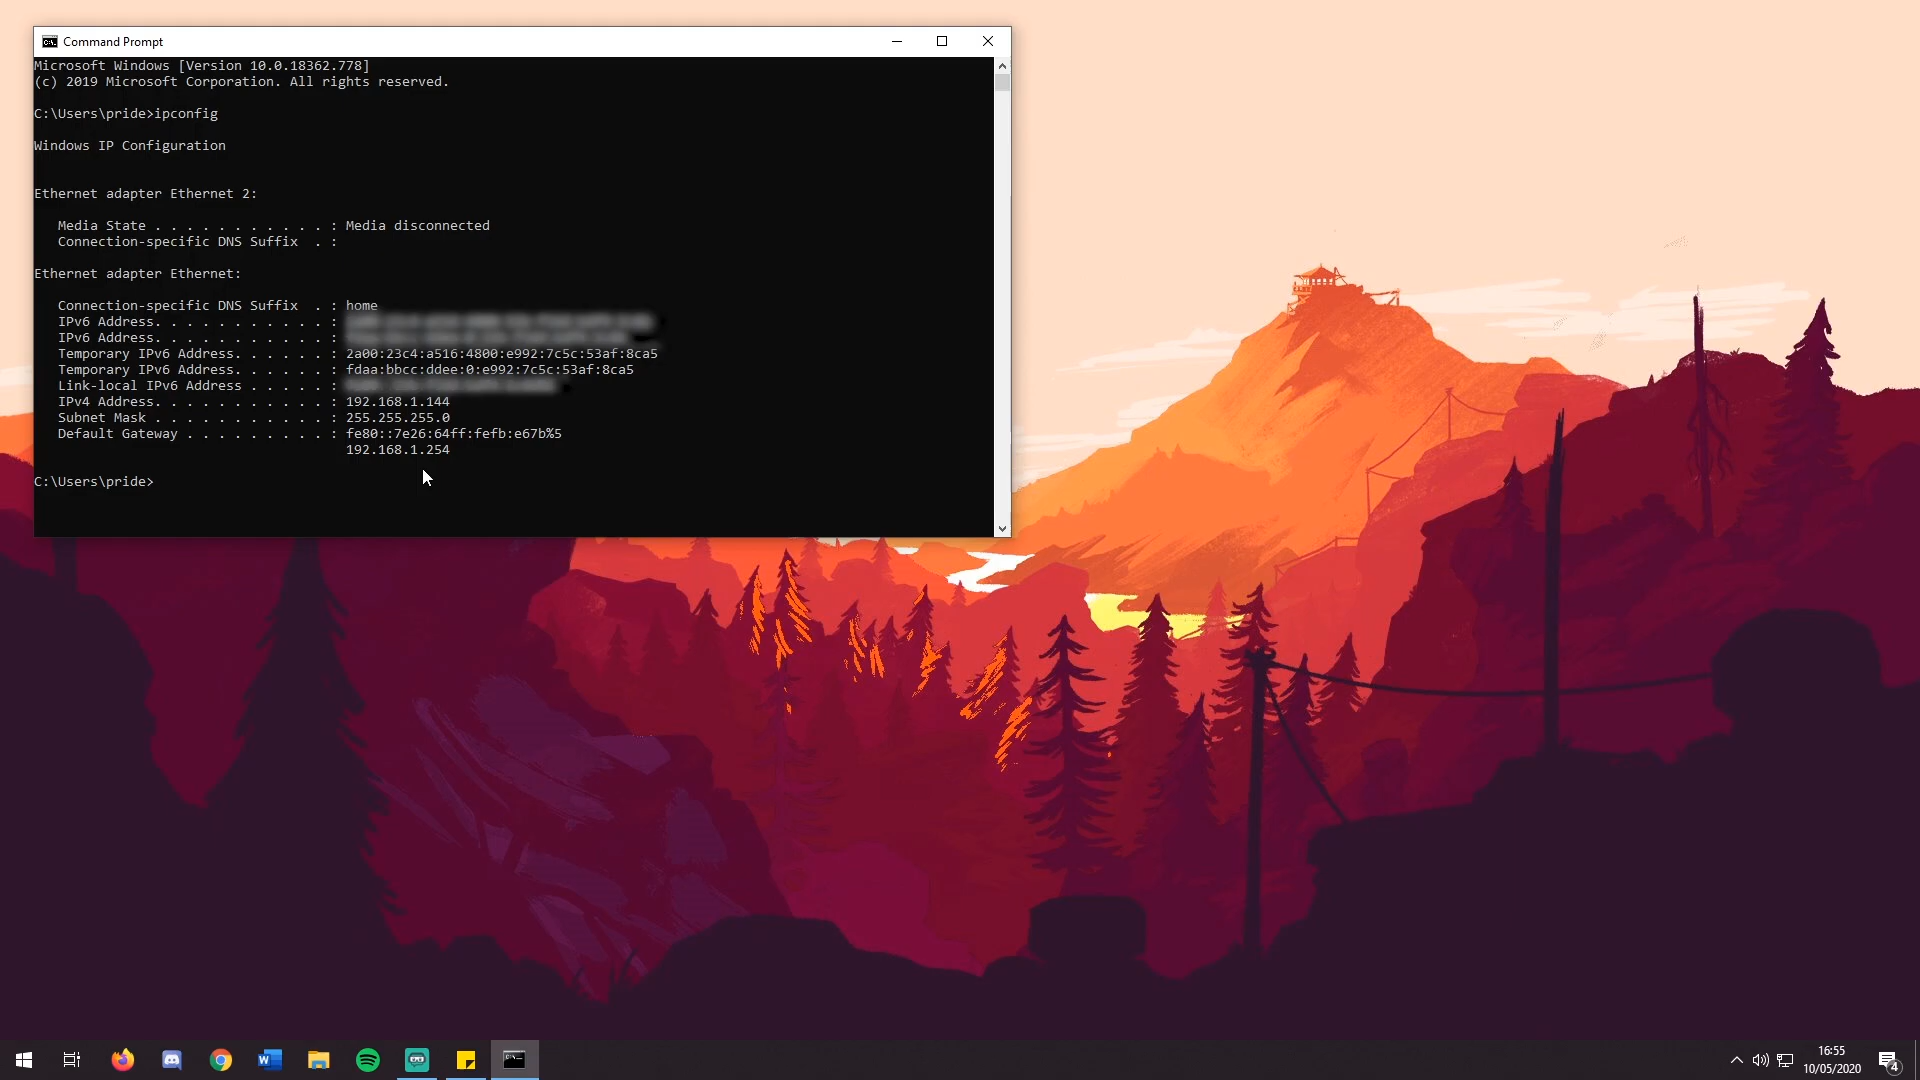 Command Prompt
Microsoft Windows [Version 10.0.18362.778]
(c) 2019 Microsoft Corporation. All rights reserved.
C:\Users\pride>ipconfig
Windows IP Configuration
Ethernet adapter Ethernet 2:
Media State . . . . . . . . . . . : Media disconnected
Connection-specific DNS Suffix  . :
Ethernet adapter Ethernet:
Connection-specific DNS Suffix  . : home
IPv6 Address. . . . . . . . . . . :
IPv6 Address. . . . . . . . . . . :
Temporary IPv6 Address. . . . . . : 2a00:23c4:a516:4800:e992:7c5c:53af:8ca5
Temporary IPv6 Address. . . . . . : fdaa:bbcc:ddee:0:e992:7c5c:53af:8ca5
Link-local IPv6 Address . . . . . :
IPv4 Address. . . . . . . . . . . : 192.168.1.144
Subnet Mask . . . . . . . . . . . : 255.255.255.0
Default Gateway . . . . . . . . . : fe80::7e26:64ff:fefb:e67b%5
192.168.1.254
C:\Users\pride>
16:55
10/05/2020
4